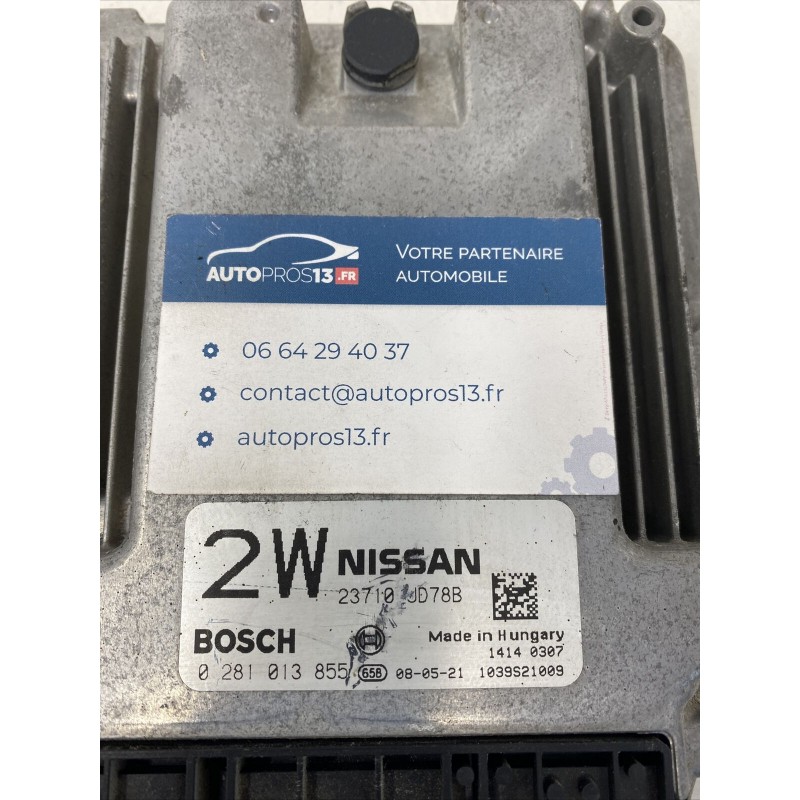 AUTOPROS13.FR
VOTRE PARTENAIRE
AUTOMOBILE
06 64 29 40 37
contact@autopros13.fr
autopros13.fr
2W NISSAN
23710 JD78B
BOSCH
Made in Hungary
1414 0307
0 281 013 855 658 08-05-21 1039S21009